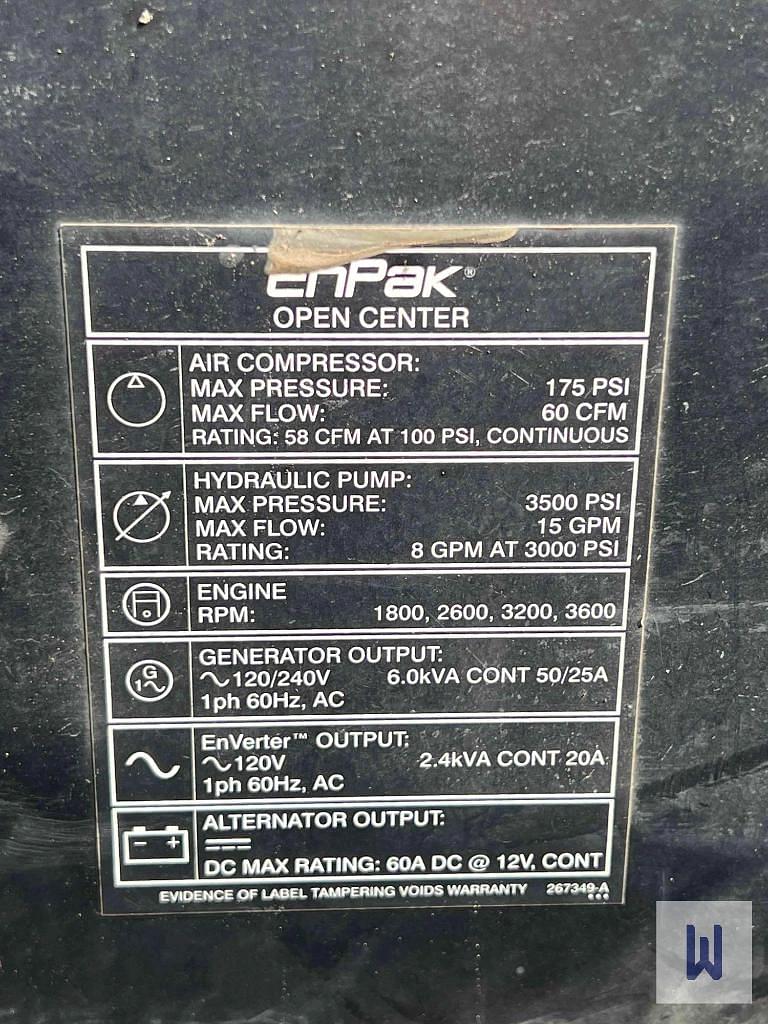 EnPak®
OPEN CENTER
AIR COMPRESSOR:
MAX PRESSURE: 175 PSI
MAX FLOW: 60 CFM
RATING: 58 CFM AT 100 PSI, CONTINUOUS
HYDRAULIC PUMP:
MAX PRESSURE: 3500 PSI
MAX FLOW: 15 GPM
RATING: 8 GPM AT 3000 PSI
ENGINE
RPM: 1800, 2600, 3200, 3600
G
1~
GENERATOR OUTPUT:
~120/240V 6.0kVA CONT 50/25A
1ph 60Hz, AC
EnVerter™ OUTPUT:
~120V 2.4kVA CONT 20A
1ph 60Hz, AC
ALTERNATOR OUTPUT:
- +
DC MAX RATING: 60A DC @ 12V, CONT
EVIDENCE OF LABEL TAMPERING VOIDS WARRANTY 267349-A
W